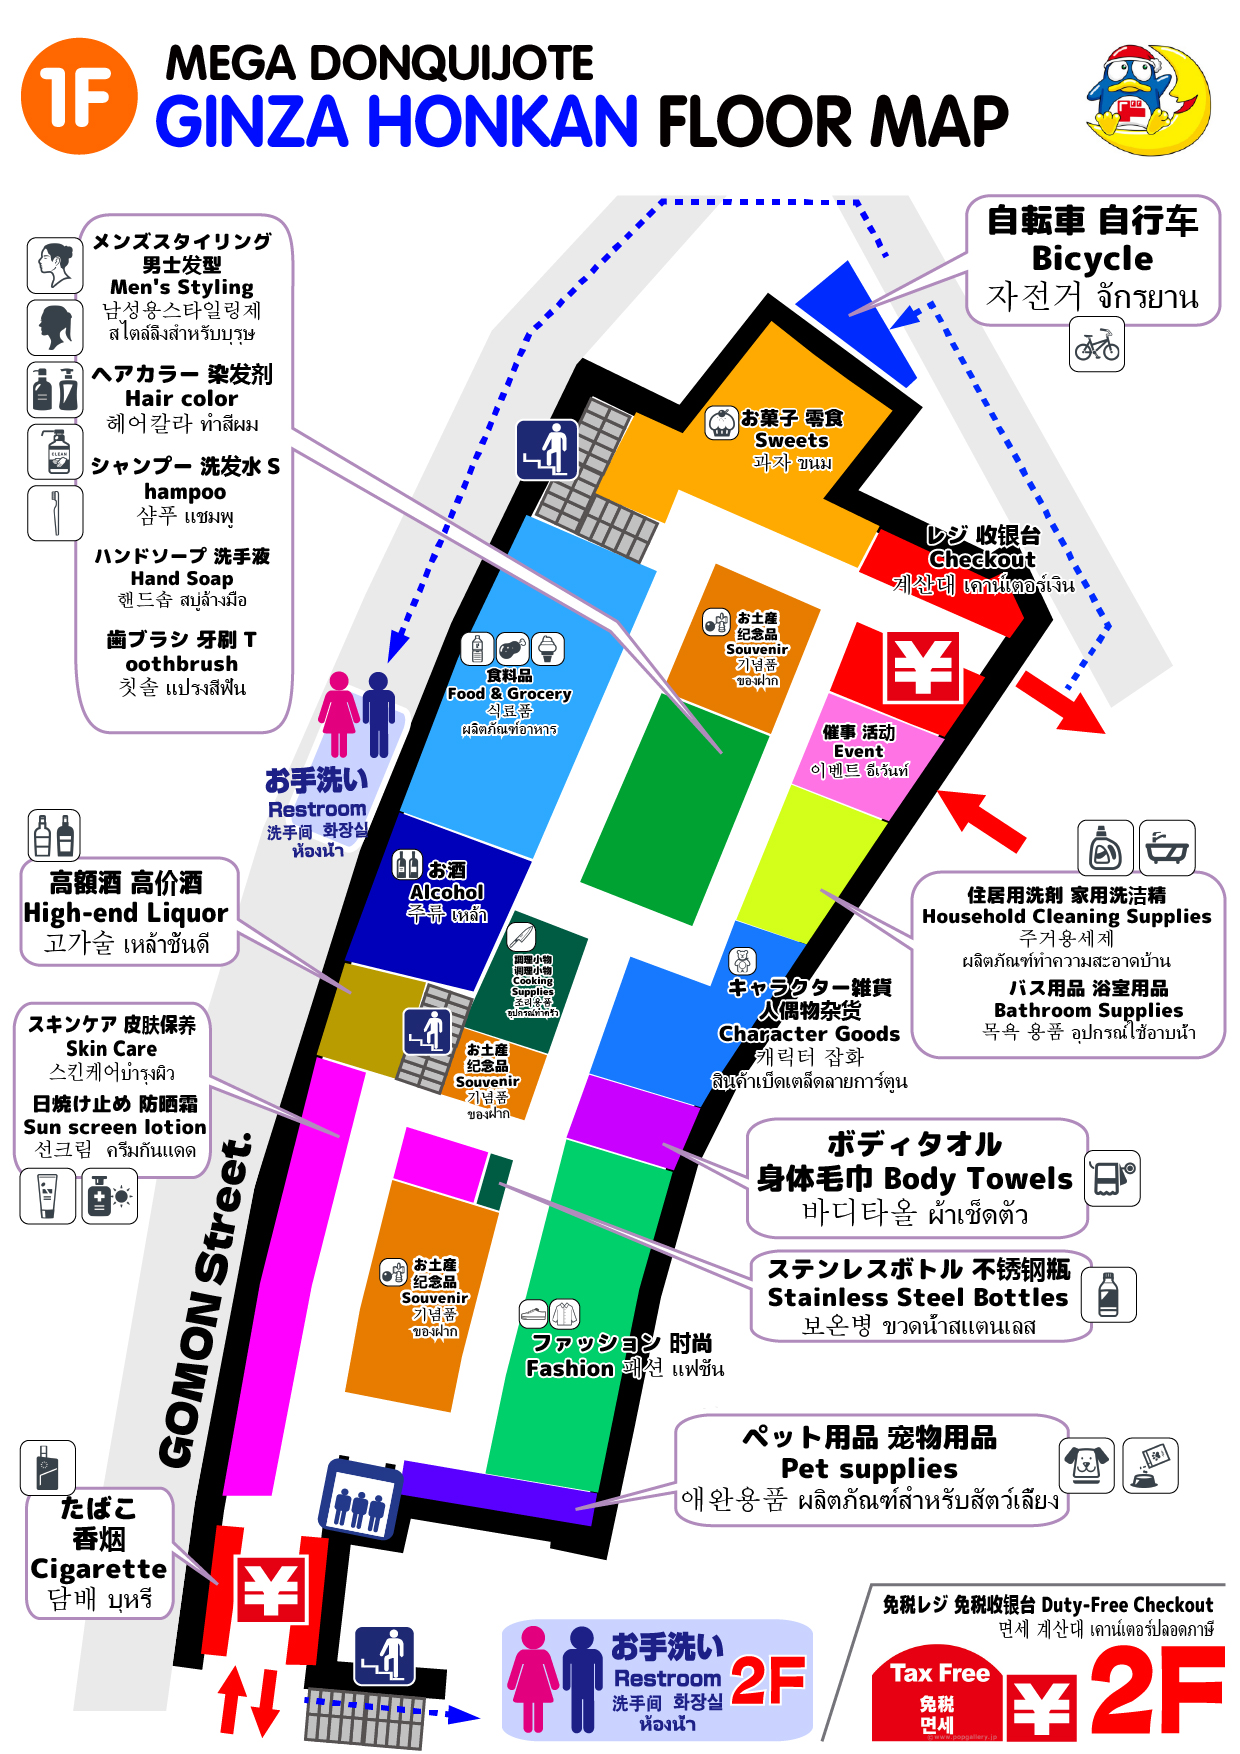 1F
MEGA DONQUIJOTE
GINZA HONKAN FLOOR MAP
メンズスタイリング
男士发型
Men's Styling
남성용스타일링제
สไตล์ลิ่งสำหรับบุรุษ
ヘアカラー 染发剂
Hair color
헤어칼라 ทำสีผม
シャンプー 洗发水 S
hampoo
샴푸 แชมพู
ハンドソープ 洗手液
Hand Soap
핸드솝 สบู่ล้างมือ
歯ブラシ 牙刷 T
oothbrush
칫솔 แปรงสีฟัน
CLEAN
自転車 自行车
Bicycle
자전거 จักรยาน
お菓子 零食
Sweets
과자 ขนม
レジ 收银台
Checkout
계산대 เคาน์เตอร์เงิน
お土産
纪念品
Souvenir
기념품
ของฝาก
食料品
Food & Grocery
식료품
ผลิตภัณฑ์อาหาร
催事 活动
Event
이벤트 อีเว้นท์
お手洗い
Restroom
洗手间 화장실
ห้องน้ำ
高額酒 高价酒
High-end Liquor
고가술 เหล้าชั้นดี
お酒
Alcohol
주류 เหล้า
調理小物
调理小物
Cooking
Supplies
조리용품
อุปกรณ์ทำครัว
住居用洗剤 家用洗洁精
Household Cleaning Supplies
주거용세제
ผลิตภัณฑ์ทำความสะอาดบ้าน
バス用品 浴室用品
Bathroom Supplies
목욕 용품 อุปกรณ์ใช้อาบน้ำ
キャラクター雑貨
人偶物杂货
Character Goods
캐릭터 잡화
สินค้าเบ็ดเตล็ดลายการ์ตูน
スキンケア 皮肤保养
Skin Care
스킨케어บำรุงผิว
日焼け止め 防晒霜
Sun screen lotion
선크림 ครีมกันแดด
お土産
纪念品
Souvenir
기념품
ของฝาก
GOMON Street.
ボディタオル
身体毛巾 Body Towels
바디타올 ผ้าเช็ดตัว
ステンレスボトル 不锈钢瓶
Stainless Steel Bottles
보온병 ขวดน้ำสแตนเลส
お土産
纪念品
Souvenir
기념품
ของฝาก
ファッション 时尚
Fashion 패션 แฟชั่น
ペット用品 宠物用品
Pet supplies
애완용품 ผลิตภัณฑ์สำหรับสัตว์เลี้ยง
たばこ
香烟
Cigarette
담배 บุหรี่
¥
¥
お手洗い
Restroom
洗手间 화장실
ห้องน้ำ
2F
免税レジ 免税收银台 Duty-Free Checkout
면세 계산대 เคาน์เตอร์ปลอดภาษี
Tax Free
免税
면세
¥
2F
©www.popgallery.jp